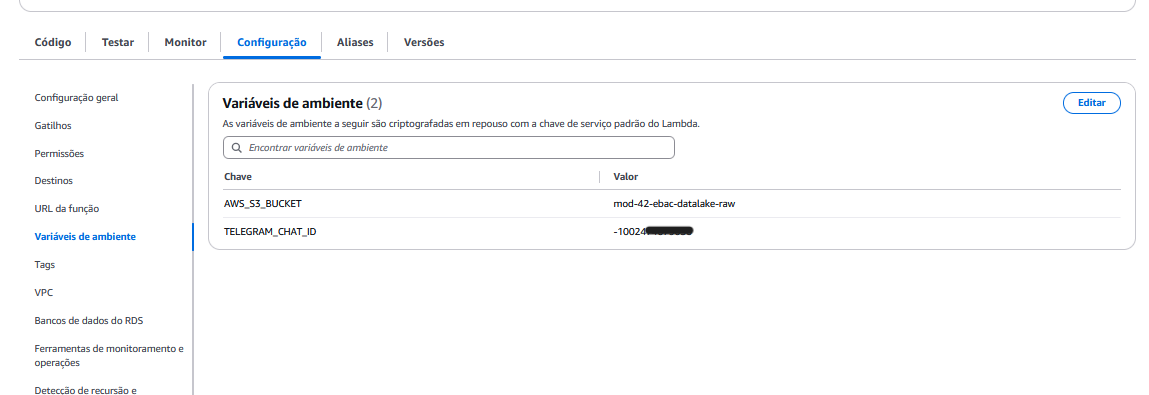 Código Testar Monitor Configuração Aliases Versões
Configuração geral
Gatilhos
Permissões
Destinos
URL da função
Variáveis de ambiente
Tags
VPC
Bancos de dados do RDS
Ferramentas de monitoramento e
operações
Detecção de recursão e
Variáveis de ambiente (2)
Editar
As variáveis de ambiente a seguir são criptografadas em repouso com a chave de serviço padrão do Lambda.
Encontrar variáveis de ambiente
Chave Valor
AWS_S3_BUCKET mod-42-ebac-datalake-raw
TELEGRAM_CHAT_ID -10024